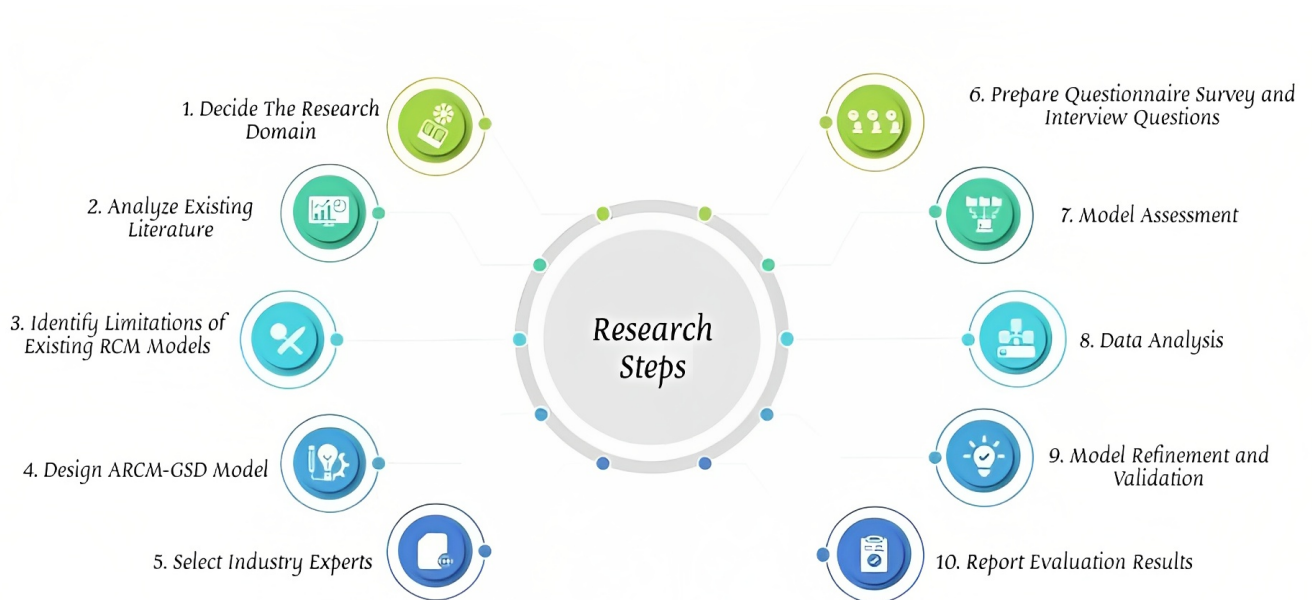 1. Decide The Research
Domain
2. Analyze Existing
Literature
3. Identify Limitations of
Existing RCM Models
4. Design ARCM-GSD Model
5. Select Industry Experts
Research
Steps
6. Prepare Questionnaire Survey and
Interview Questions
7. Model Assessment
8. Data Analysis
9. Model Refinement and
Validation
10. Report Evaluation Results